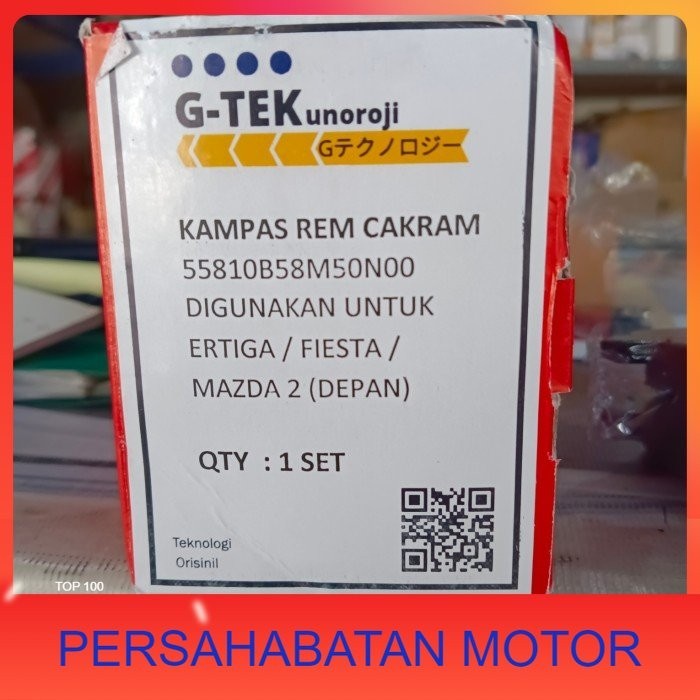 G-TEKunoroji
Gテクノロジー
KAMPAS REM CAKRAM
55810B58M50N00
DIGUNAKAN UNTUK
ERTIGA / FIESTA /
MAZDA 2 (DEPAN)
QTY : 1 SET
Teknologi
Orisinil
TOP 100
PERSAHABATAN MOTOR